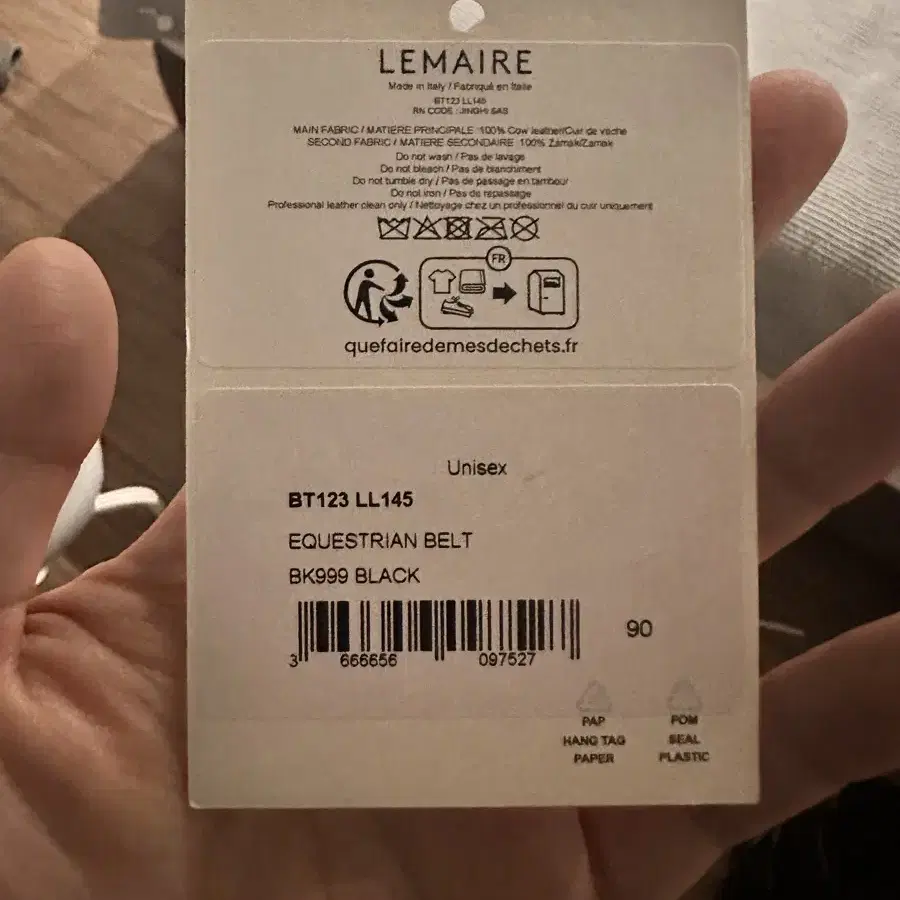 LEMAIRE
Made in Italy / Fabriqué en Italie
BT123 LL145
RN CODE : JINGHI SAS
MAIN FABRIC / MATIERE PRINCIPALE :100% Cow leather/Cuir de vache
SECOND FABRIC / MATIERE SECONDAIRE :100% Zamak/Zamak
Do not wash / Pas de lavage
Do not bleach / Pas de blanchiment
Do not tumble dry / Pas de passage en tambour
Do not iron / Pas de repassage
Professional leather clean only / Nettoyage chez un professionnel du cuir uniquement
FR
quefairedemesdechets.fr
Unisex
BT123 LL145
EQUESTRIAN BELT
BK999 BLACK
90
3 666656 097527
PAP POM
HANG TAG SEAL
PAPER PLASTIC